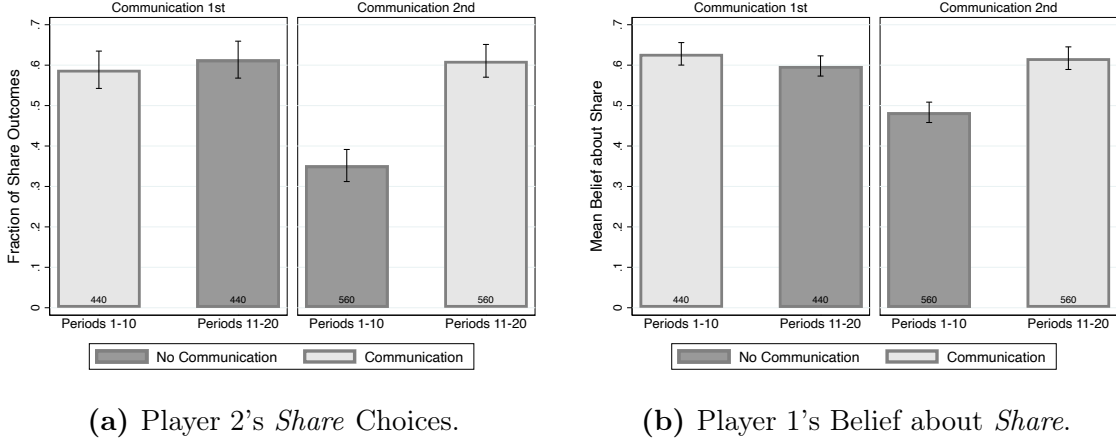 Communication 1st
Communication 2nd
Fraction of Share Outcomes
.7
.6
.5
.4
.3
.2
.1
0
440
440
560
560
Periods 1-10
Periods 11-20
Periods 1-10
Periods 11-20
No Communication
Communication
(a) Player 2's Share Choices.
Communication 1st
Communication 2nd
Mean Belief about Share
.7
.6
.5
.4
.3
.2
.1
0
440
440
560
560
Periods 1-10
Periods 11-20
Periods 1-10
Periods 11-20
No Communication
Communication
(b) Player 1's Belief about Share.